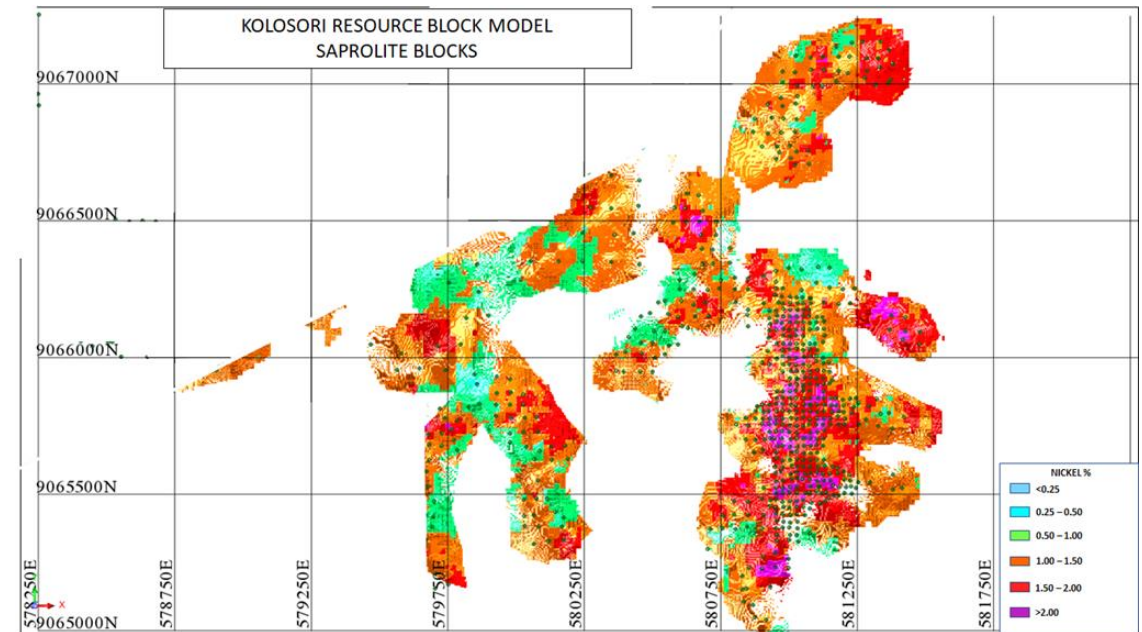 KOLOSORI RESOURCE BLOCK MODEL
SAPROLITE BLOCKS
9067000N
9066500N
9066000N
9065500N
9065000N
578250E
578750E
579250E
579750E
580250E
580750E
581250E
581750E
X
NICKEL %
<0.25
0.25 – 0.50
0.50 – 1.00
1.00 – 1.50
1.50 – 2.00
>2.00